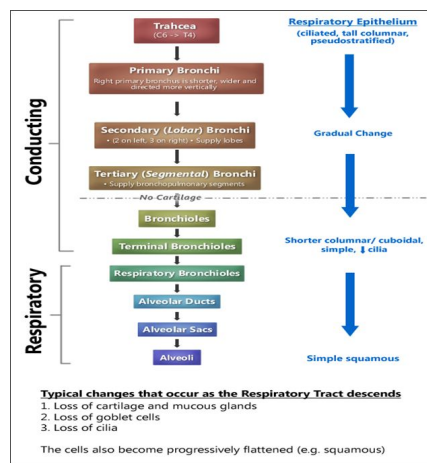 Trahcea
(C6 -> T4)
Primary Bronchi
Right primary bronchus is shorter, wider and
directed more vertically
Secondary (Lobar) Bronchi
• (2 on left, 3 on right) • Supply lobes
Tertiary (Segmental) Bronchi
• Supply bronchopulmonary segments
No Cartilage
Bronchioles
Terminal Bronchioles
Respiratory Bronchioles
Alveolar Ducts
Alveolar Sacs
Alveoli
Conducting
Respiratory
Respiratory Epithelium
(ciliated, tall columnar,
pseudostratified)
Gradual Change
Shorter columnar/ cuboidal,
simple, ⬇ cilia
Simple squamous
Typical changes that occur as the Respiratory Tract descends
1. Loss of cartilage and mucous glands
2. Loss of goblet cells
3. Loss of cilia
The cells also become progressively flattened (e.g. squamous)